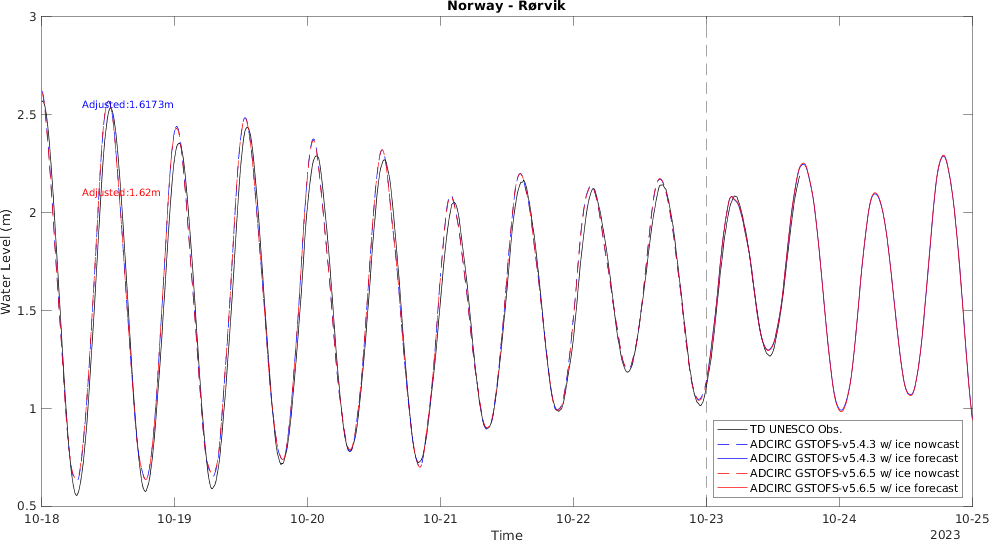 Norway - Rørvik
3
2.5
2
1.5
1
0.5
Water Level (m)
Adjusted:1.6173m
Adjusted:1.62m
TD UNESCO Obs.
ADCIRC GSTOFS-v5.4.3 w/ ice nowcast
ADCIRC GSTOFS-v5.4.3 w/ ice forecast
ADCIRC GSTOFS-v5.6.5 w/ ice nowcast
ADCIRC GSTOFS-v5.6.5 w/ ice forecast
10-18 10-19 10-20 10-21 10-22 10-23 10-24 10-25
Time
2023